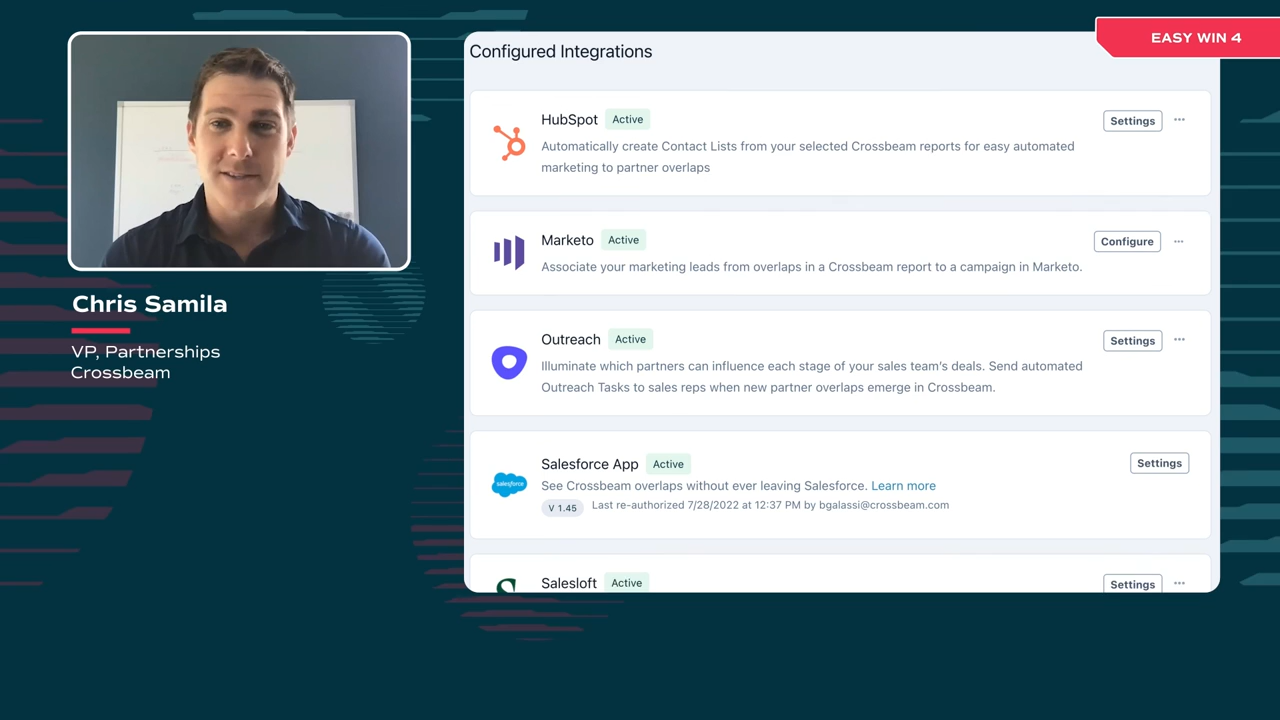 EASY WIN 4
Configured Integrations
HubSpot Active
Settings ...
Automatically create Contact Lists from your selected Crossbeam reports for easy automated
marketing to partner overlaps
Marketo Active
Configure ...
Associate your marketing leads from overlaps in a Crossbeam report to a campaign in Marketo.
Outreach Active
Settings ...
Illuminate which partners can influence each stage of your sales team's deals. Send automated
Outreach Tasks to sales reps when new partner overlaps emerge in Crossbeam.
salesforce
Salesforce App Active
Settings
See Crossbeam overlaps without ever leaving Salesforce. Learn more
V 1.45 Last re-authorized 7/28/2022 at 12:37 PM by bgalassi@crossbeam.com
Salesloft Active
Settings ...
Chris Samila
VP, Partnerships
Crossbeam